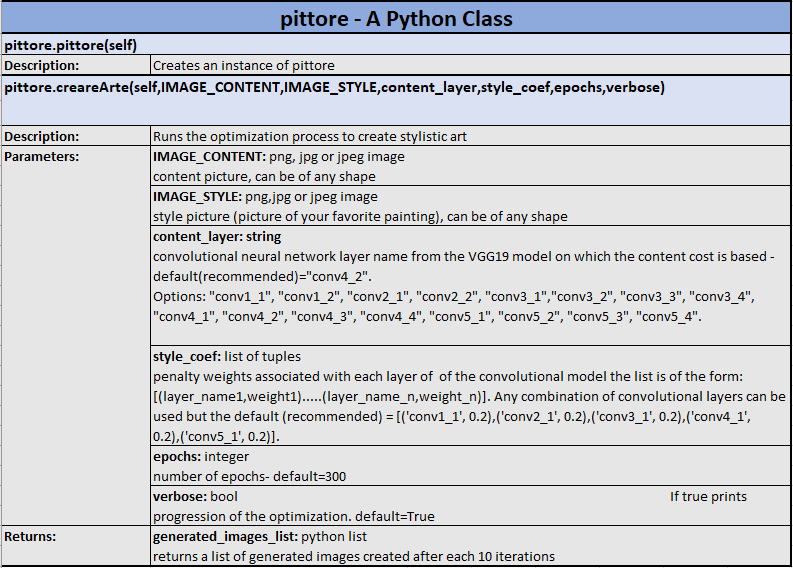 pittore - A Python Class
pittore.pittore(self)
Description: Creates an instance of pittore
pittore.creareArte(self,IMAGE_CONTENT,IMAGE_STYLE,content_layer,style_coef,epochs,verbose)
Description: Runs the optimization process to create stylistic art
Parameters: IMAGE_CONTENT: png, jpg or jpeg image
content picture, can be of any shape
IMAGE_STYLE: png,jpg or jpeg image
style picture (picture of your favorite painting), can be of any shape
content_layer: string
convolutional neural network layer name from the VGG19 model on which the content cost is based -
default(recommended)="conv4_2".
Options: "conv1_1", "conv1_2", "conv2_1", "conv2_2", "conv3_1","conv3_2", "conv3_3", "conv3_4",
"conv4_1", "conv4_2", "conv4_3", "conv4_4", "conv5_1", "conv5_2", "conv5_3", "conv5_4".
style_coef: list of tuples
penalty weights associated with each layer of of the convolutional model the list is of the form:
[(layer_name1,weight1).....(layer_name_n,weight_n)]. Any combination of convolutional layers can be
used but the default (recommended) = [('conv1_1', 0.2),('conv2_1', 0.2),('conv3_1', 0.2),('conv4_1',
0.2),('conv5_1', 0.2)].
epochs: integer
number of epochs- default=300
verbose: bool If true prints
progression of the optimization. default=True
Returns: generated_images_list: python list
returns a list of generated images created after each 10 iterations